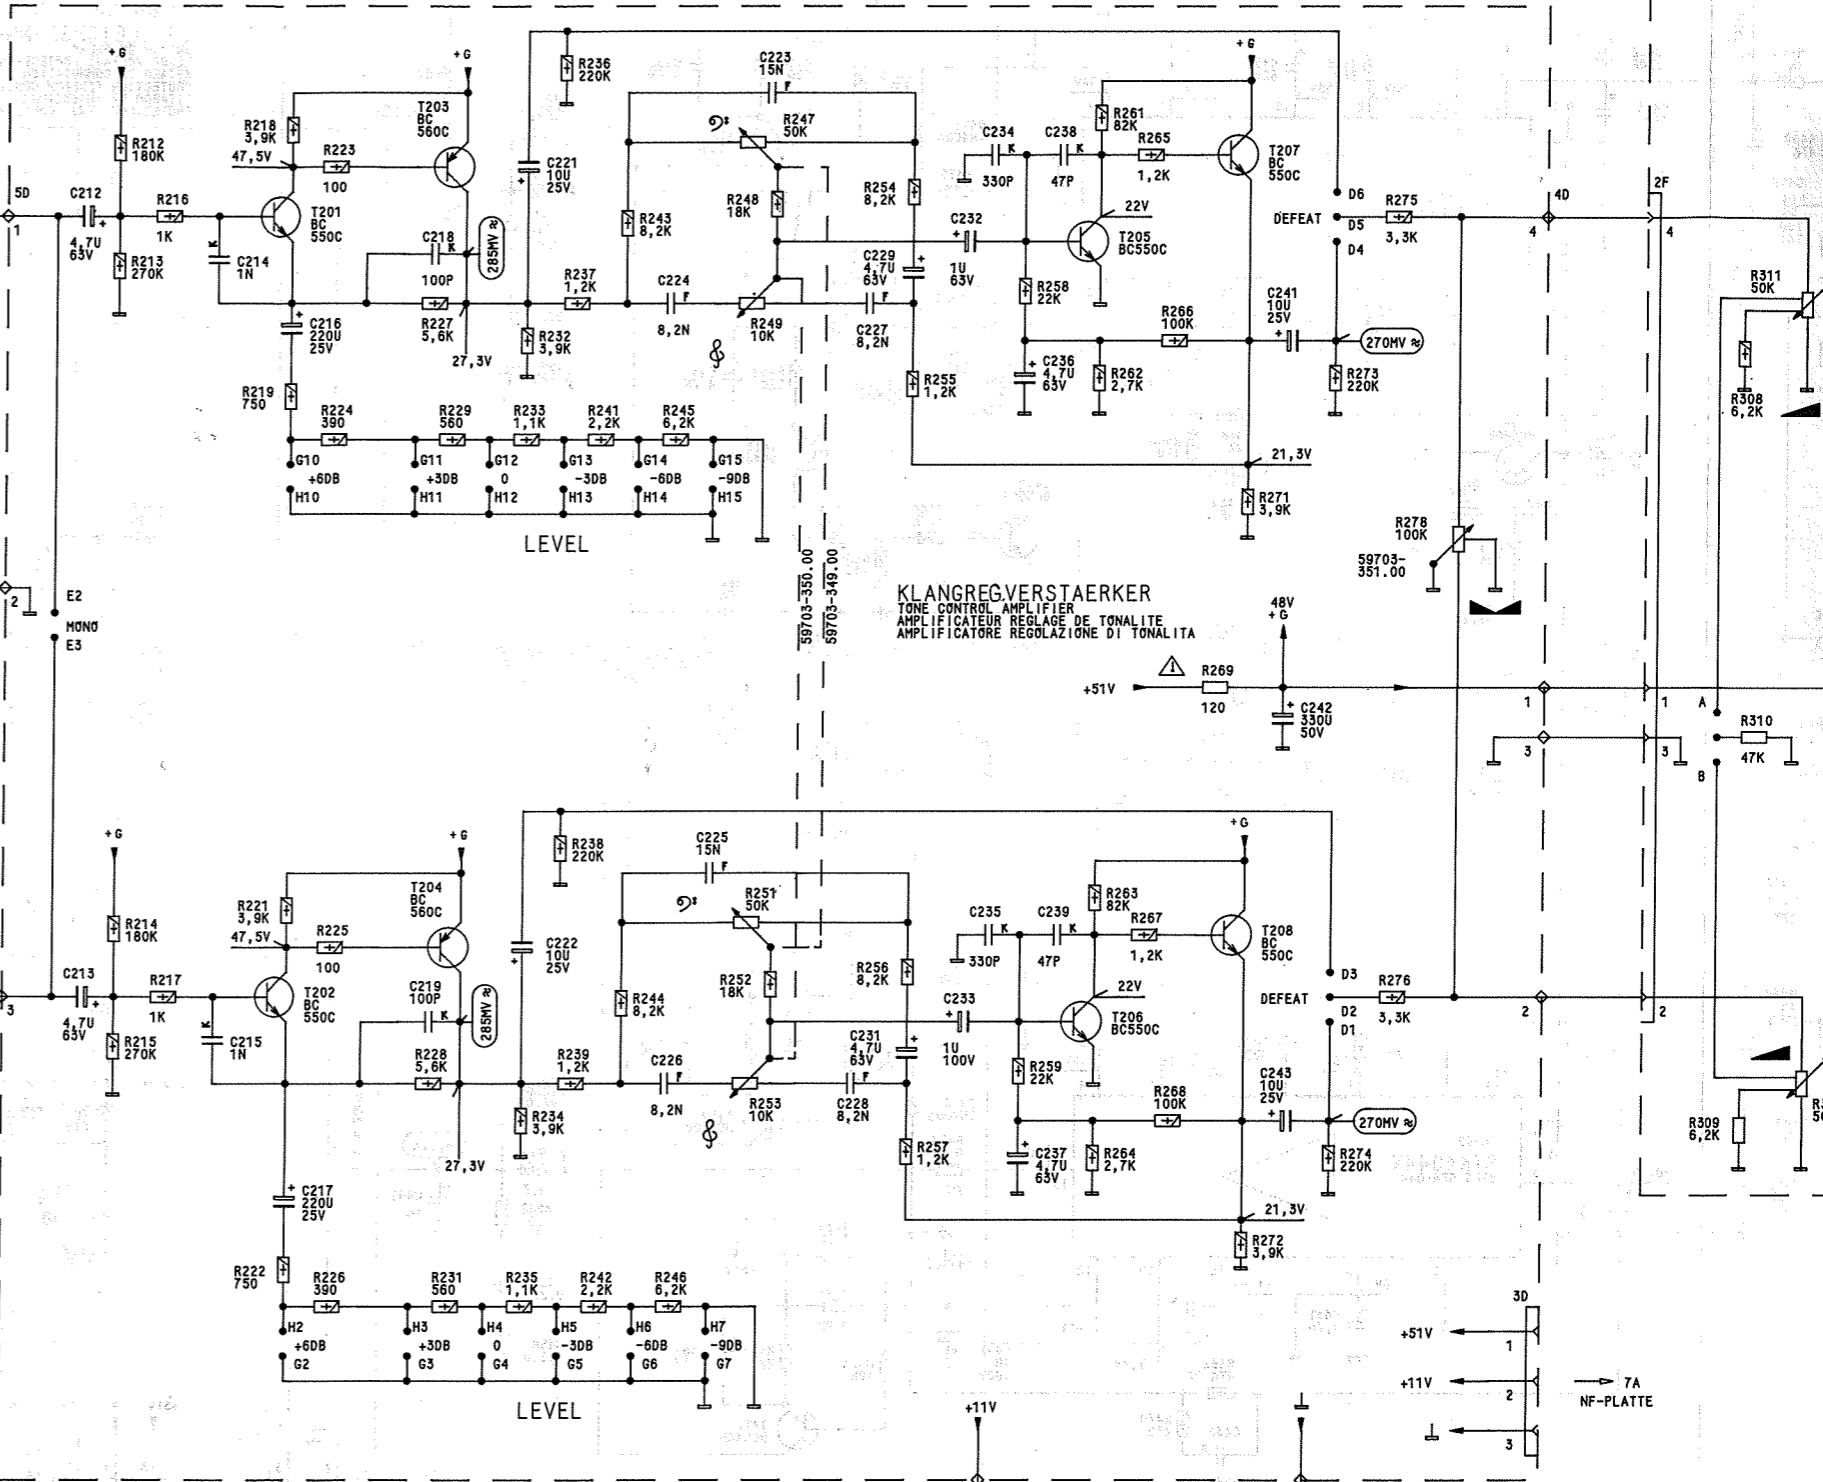 +G
R212
180K
R213
270K
5D
1
C212
4,7U
63V
R216
1K
K
C214
1N
R218
3,9K
47,5V
R223
100
T203
BC
560C
+G
T201
BC
550C
C218
K
100P
285MV ≈
R227
5,6K
27,3V
C216
220U
25V
R219
750
R224
390
R229
560
R233
1,1K
R241
2,2K
R245
6,2K
G10
+6DB
H10
G11
+3DB
H11
G12
0
H12
G13
-3DB
H13
G14
-6DB
H14
G15
-9DB
H15
LEVEL
R236
220K
C221
10U
25V
R237
1,2K
R232
3,9K
R243
8,2K
C223
15N
F
R247
50K
R248
18K
C224
F
8,2N
R249
10K
C227
8,2N
F
C229
4,7U
63V
R254
8,2K
R255
1,2K
C232
1U
63V
C234
K
330P
C238
K
47P
R261
82K
R265
1,2K
+G
T207
BC
550C
22V
T205
BC550C
R258
22K
C236
4,7U
63V
R262
2,7K
R266
100K
C241
10U
25V
270MV ≈
R273
220K
21,3V
R271
3,9K
D6
DEFEAT
D5
D4
R275
3,3K
4D
4
2F
4
R311
50K
R308
6,2K
R278
100K
59703-
351.00
59703-350.00
59703-349.00
2
E2
MONO
E3
KLANGREG.VERSTAERKER
TONE CONTROL AMPLIFIER
AMPLIFICATEUR REGLAGE DE TONALITE
AMPLIFICATORE REGOLAZIONE DI TONALITA
48V
+G
+51V
R269
120
C242
330U
50V
1
1
3
3
A
B
R310
47K
+G
R214
180K
R215
270K
3
C213
4,7U
63V
R217
1K
K
C215
1N
R221
3,9K
47,5V
R225
100
T204
BC
560C
+G
T202
BC
550C
C219
100P
K
285MV ≈
R228
5,6K
27,3V
C217
220U
25V
R222
750
R226
390
R231
560
R235
1,1K
R242
2,2K
R246
6,2K
H2
+6DB
G2
H3
+3DB
G3
H4
0
G4
H5
-3DB
G5
H6
-6DB
G6
H7
-9DB
G7
LEVEL
R238
220K
C222
10U
25V
R239
1,2K
R234
3,9K
R244
8,2K
C225
15N
F
R251
50K
R252
18K
C226
F
8,2N
R253
10K
C228
8,2N
F
C231
4,7U
63V
R256
8,2K
R257
1,2K
C233
1U
100V
C235
K
330P
C239
K
47P
R263
82K
R267
1,2K
+G
T208
BC
550C
22V
T206
BC550C
R259
22K
C237
4,7U
63V
R264
2,7K
R268
100K
C243
10U
25V
270MV ≈
R274
220K
21,3V
R272
3,9K
D3
DEFEAT
D2
D1
R276
3,3K
2
2
R309
6,2K
3D
+51V
1
+11V
2
3
7A
NF-PLATTE
+11V